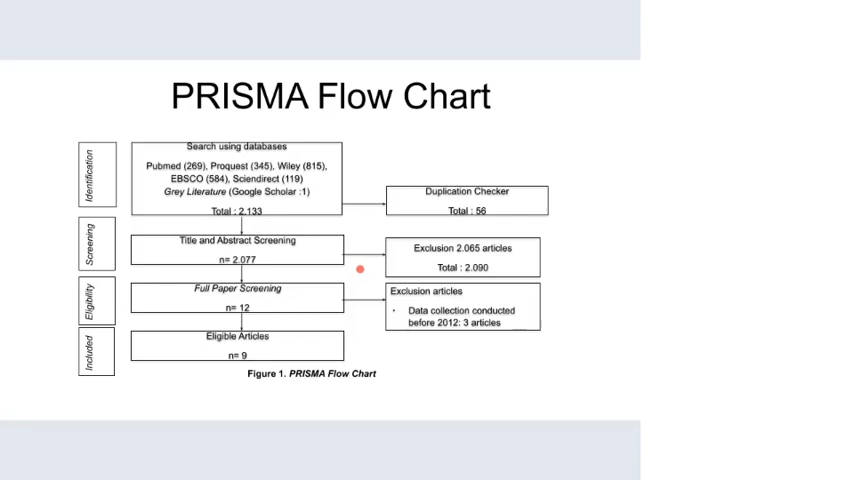 PRISMA Flow Chart
Identification
Search using databases
Pubmed (269), Proquest (345), Wiley (815),
EBSCO (584), Sciendirect (119)
Grey Literature (Google Scholar :1)
Total : 2.133
Duplication Checker
Total : 56
Screening
Title and Abstract Screening
n= 2.077
Exclusion 2.065 articles
Total : 2.090
Eligibility
Full Paper Screening
n= 12
Exclusion articles
• Data collection conducted
before 2012: 3 articles
Included
Eligible Articles
n= 9
Figure 1. PRISMA Flow Chart